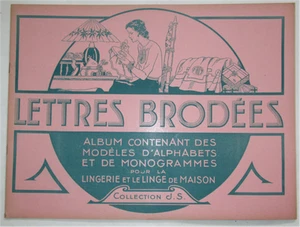 LETTRES BRODÉES
ALBUM CONTENANT DES
MODÈLES D'ALPHABETS
ET DE MONOGRAMMES
POUR LA
LINGERIE ET LE LINGE DE MAISON
COLLECTION J.S.